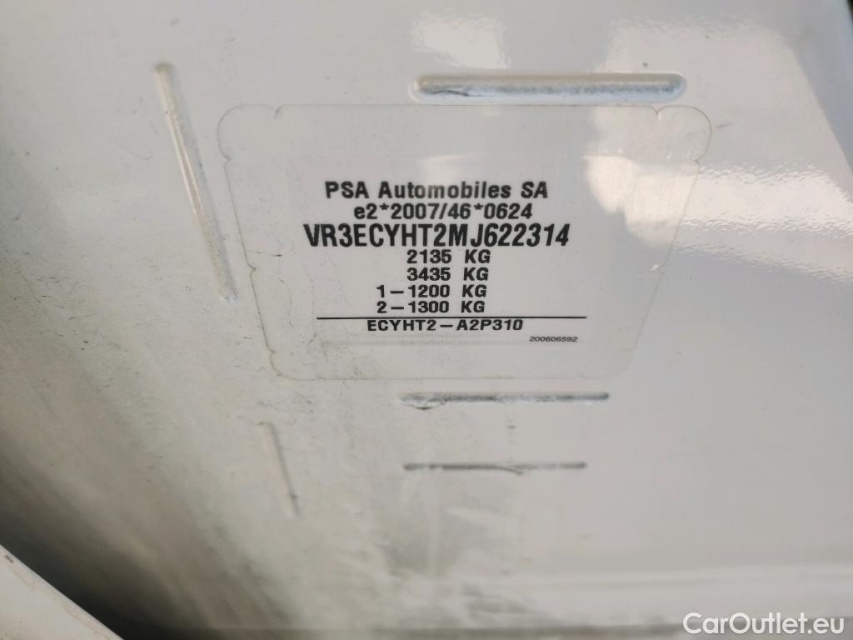 PSA Automobiles SA
e2*2007/46*0624
VR3ECYHT2MJ622314
2135 KG
3435 KG
1-1200 KG
2-1300 KG
ECYHT2-A2P310
200606592
CarOutlet.eu